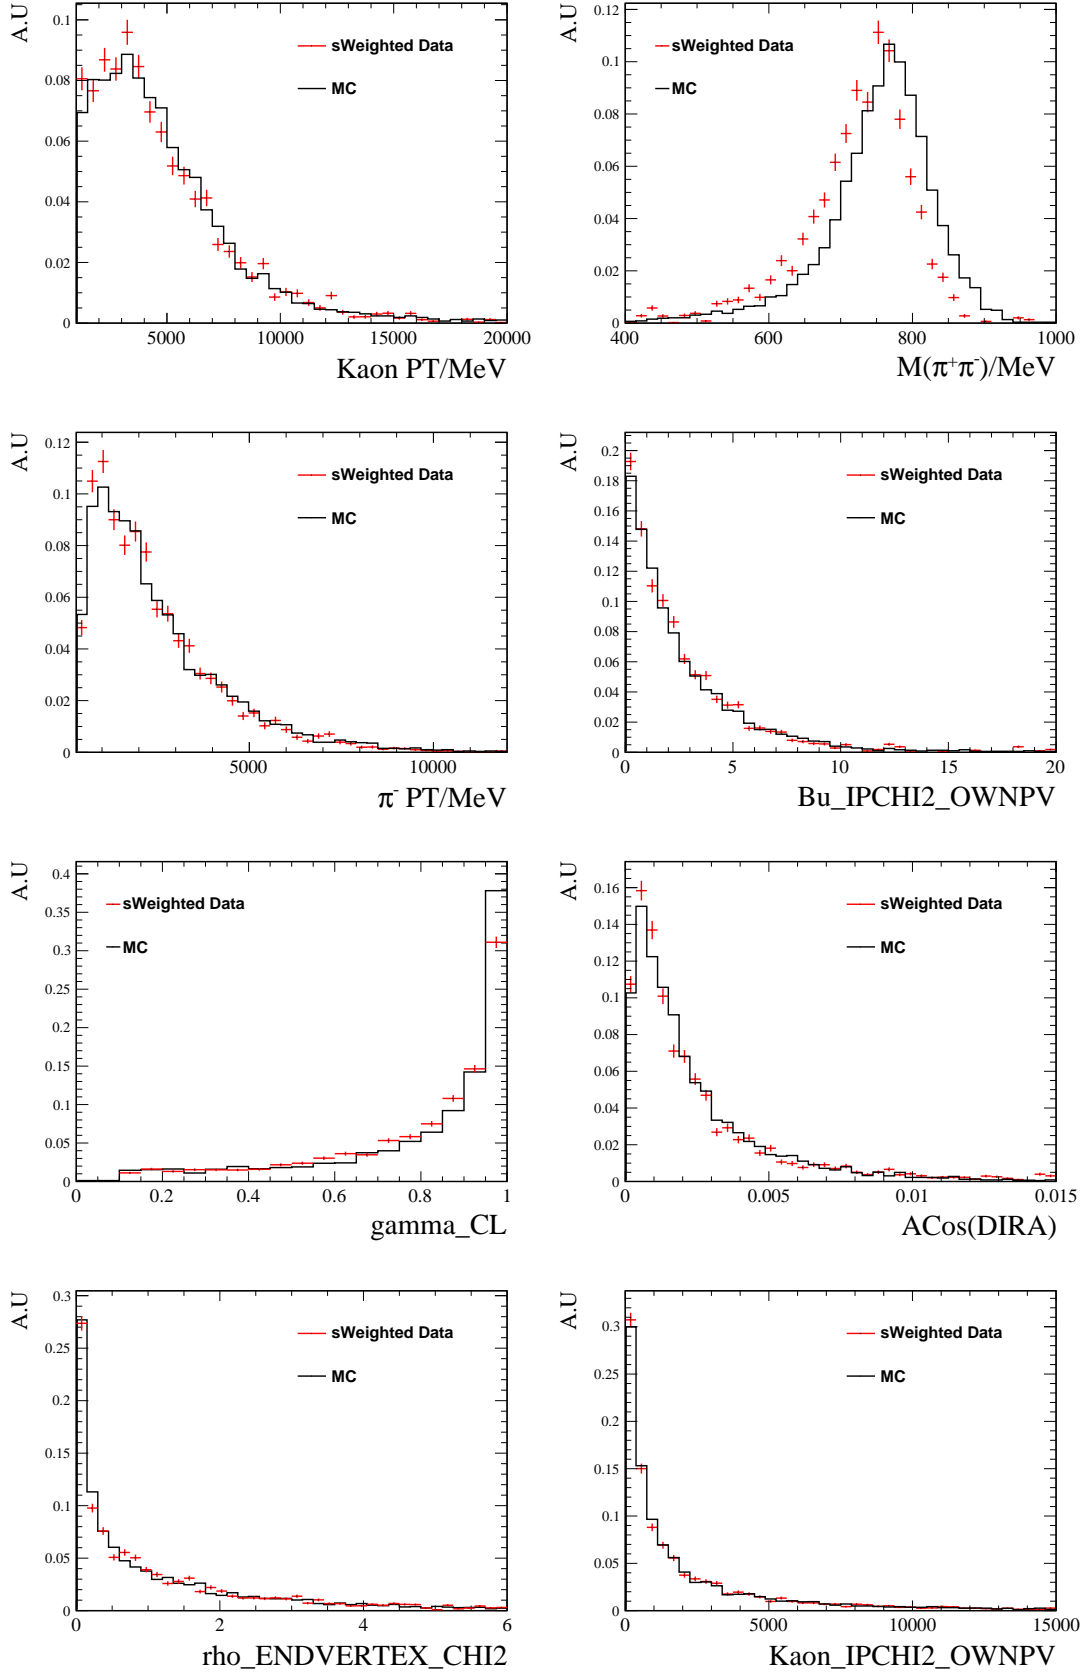 A.U
sWeighted Data
MC
0.1
0.08
0.06
0.04
0.02
0
5000 10000 15000 20000
Kaon PT/MeV
A.U
sWeighted Data
MC
0.12
0.1
0.08
0.06
0.04
0.02
0
400 600 800 1000
M(π⁺π⁻)/MeV
A.U
sWeighted Data
MC
0.12
0.1
0.08
0.06
0.04
0.02
0
5000 10000
π⁻ PT/MeV
A.U
sWeighted Data
MC
0.2
0.18
0.16
0.14
0.12
0.1
0.08
0.06
0.04
0.02
0
0 5 10 15 20
Bu_IPCHI2_OWNPV
A.U
sWeighted Data
MC
0.4
0.35
0.3
0.25
0.2
0.15
0.1
0.05
0
0 0.2 0.4 0.6 0.8 1
gamma_CL
A.U
sWeighted Data
MC
0.16
0.14
0.12
0.1
0.08
0.06
0.04
0.02
0
0 0.005 0.01 0.015
ACos(DIRA)
A.U
sWeighted Data
MC
0.3
0.25
0.2
0.15
0.1
0.05
0
0 2 4 6
rho_ENDVERTEX_CHI2
A.U
sWeighted Data
MC
0.3
0.25
0.2
0.15
0.1
0.05
0
0 5000 10000 15000
Kaon_IPCHI2_OWNPV